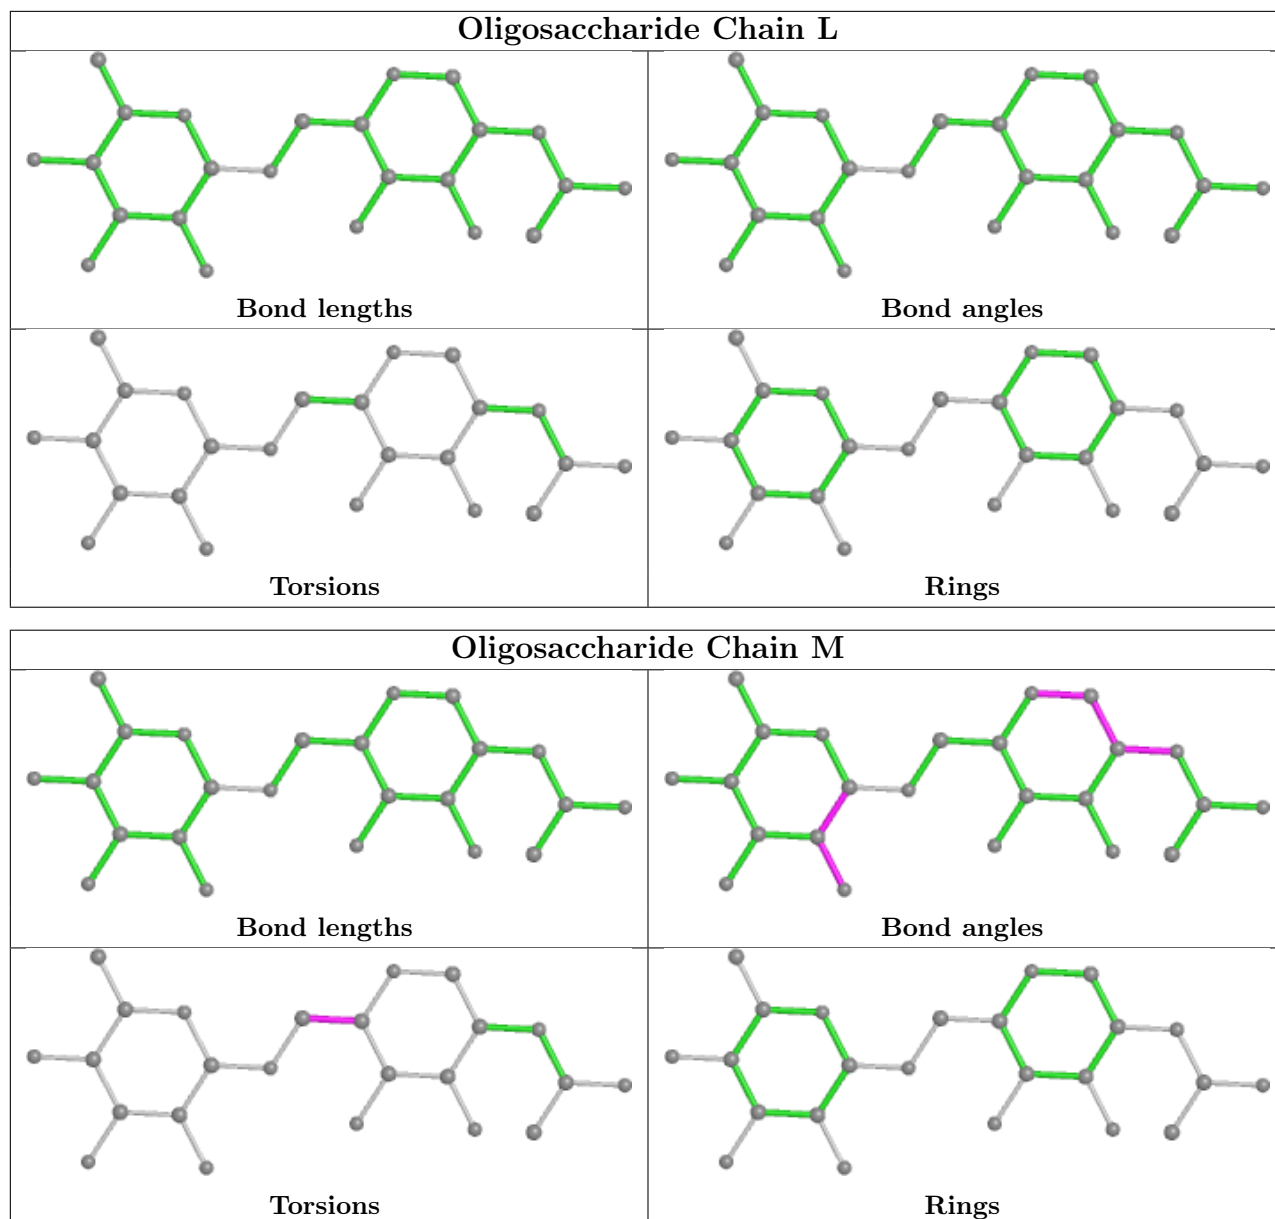 Oligosaccharide Chain L
Bond lengths
Bond angles
Torsions
Rings
Oligosaccharide Chain M
Bond lengths
Bond angles
Torsions
Rings